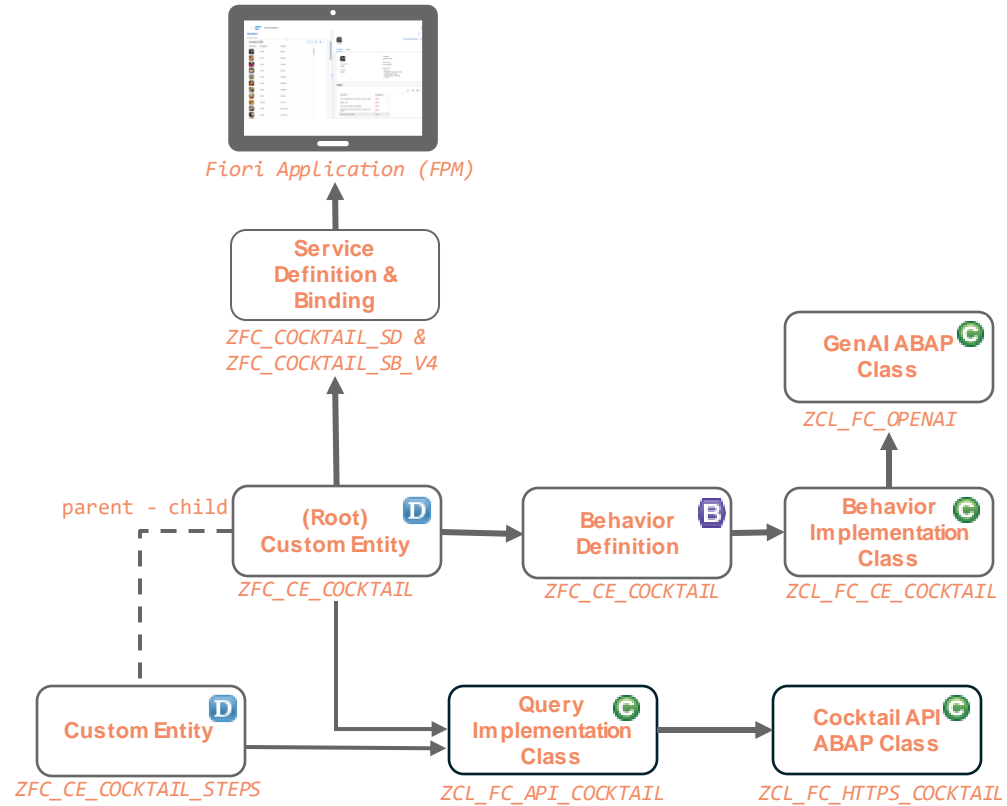 Fiori Application (FPM)
Service
Definition &
Binding
ZFC_COCKTAIL_SD &
ZFC_COCKTAIL_SB_V4
C
GenAI ABAP
Class
ZCL_FC_OPENAI
parent - child
D
(Root)
Custom Entity
ZFC_CE_COCKTAIL
B
Behavior
Definition
ZFC_CE_COCKTAIL
C
Behavior
Implementation
Class
ZCL_FC_CE_COCKTAIL
D
Custom Entity
ZFC_CE_COCKTAIL_STEPS
C
Query
Implementation
Class
ZCL_FC_API_COCKTAIL
C
Cocktail API
ABAP Class
ZCL_FC_HTTPS_COCKTAIL